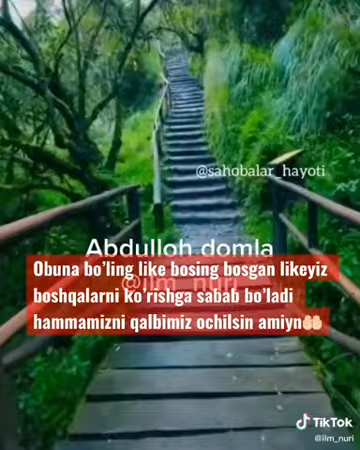 @sahobalar_hayoti
Abdulloh domla
Obuna bo'ling like bosing bosgan likeyiz
@ilm_nuri
boshqalarni ko'rishga sabab bo'ladi
hammamizni qalbimiz ochilsin amiyn🤲🏻
TikTok
@ilm_nuri